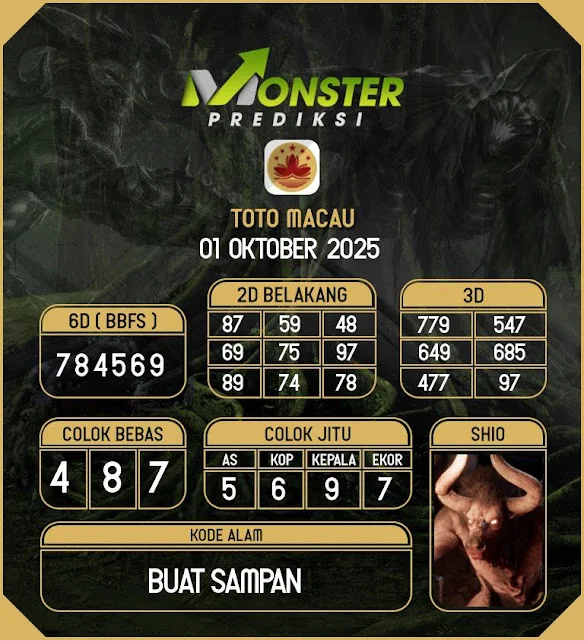 MONSTER
PREDIKSI
TOTO MACAU
01 OKTOBER 2025
6D ( BBFS )
784569
2D BELAKANG
87 59 48
69 75 97
89 74 78
3D
779 547
649 685
477 97
COLOK BEBAS
4 8 7
COLOK JITU
AS KOP KEPALA EKOR
5 6 9 7
SHIO
KODE ALAM
BUAT SAMPAN